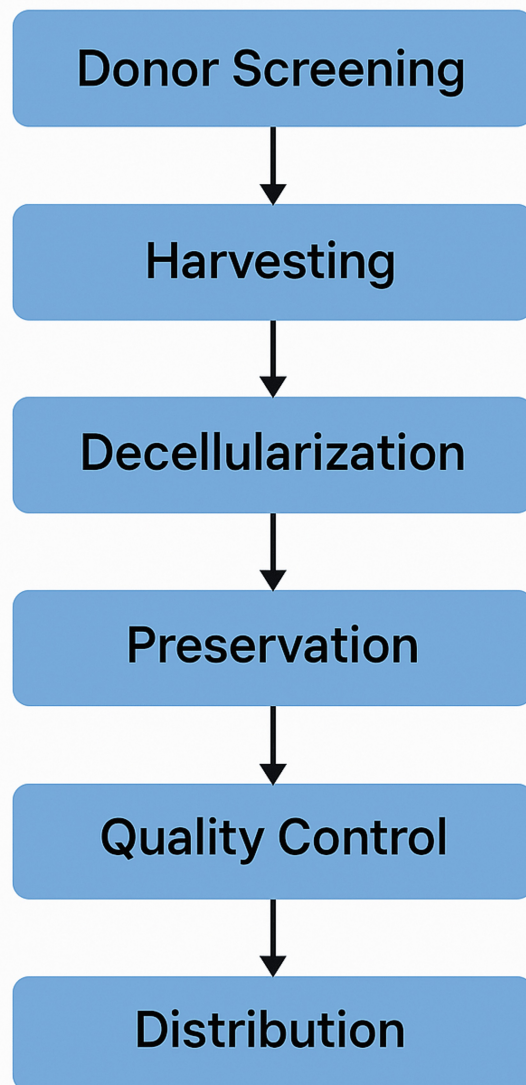 Donor Screening
Harvesting
Decellularization
Preservation
Quality Control
Distribution